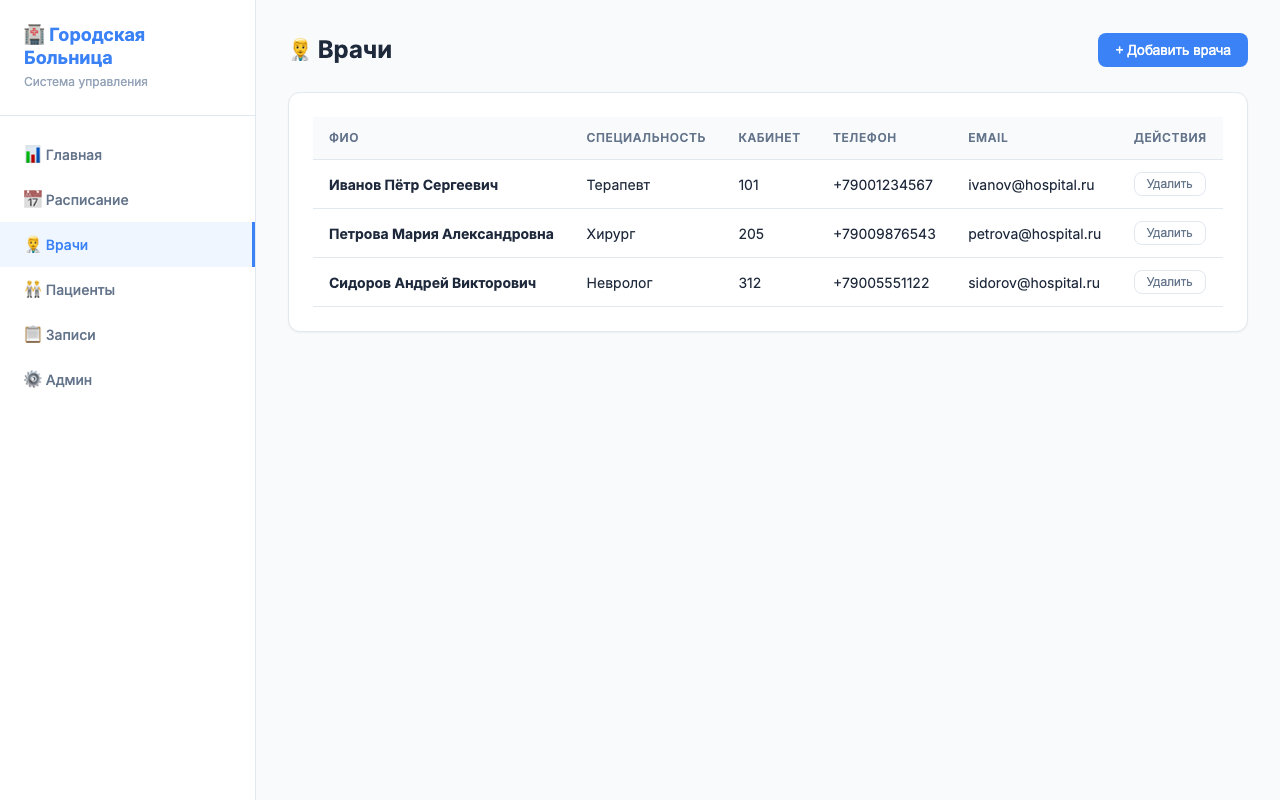 Городская
Больница
Система управления
Главная
Расписание
Врачи
Пациенты
Записи
Админ
Врачи
+ Добавить врача
ФИО СПЕЦИАЛЬНОСТЬ КАБИНЕТ ТЕЛЕФОН EMAIL ДЕЙСТВИЯ
Иванов Пётр Сергеевич Терапевт 101 +79001234567 ivanov@hospital.ru Удалить
Петрова Мария Александровна Хирург 205 +79009876543 petrova@hospital.ru Удалить
Сидоров Андрей Викторович Невролог 312 +79005551122 sidorov@hospital.ru Удалить